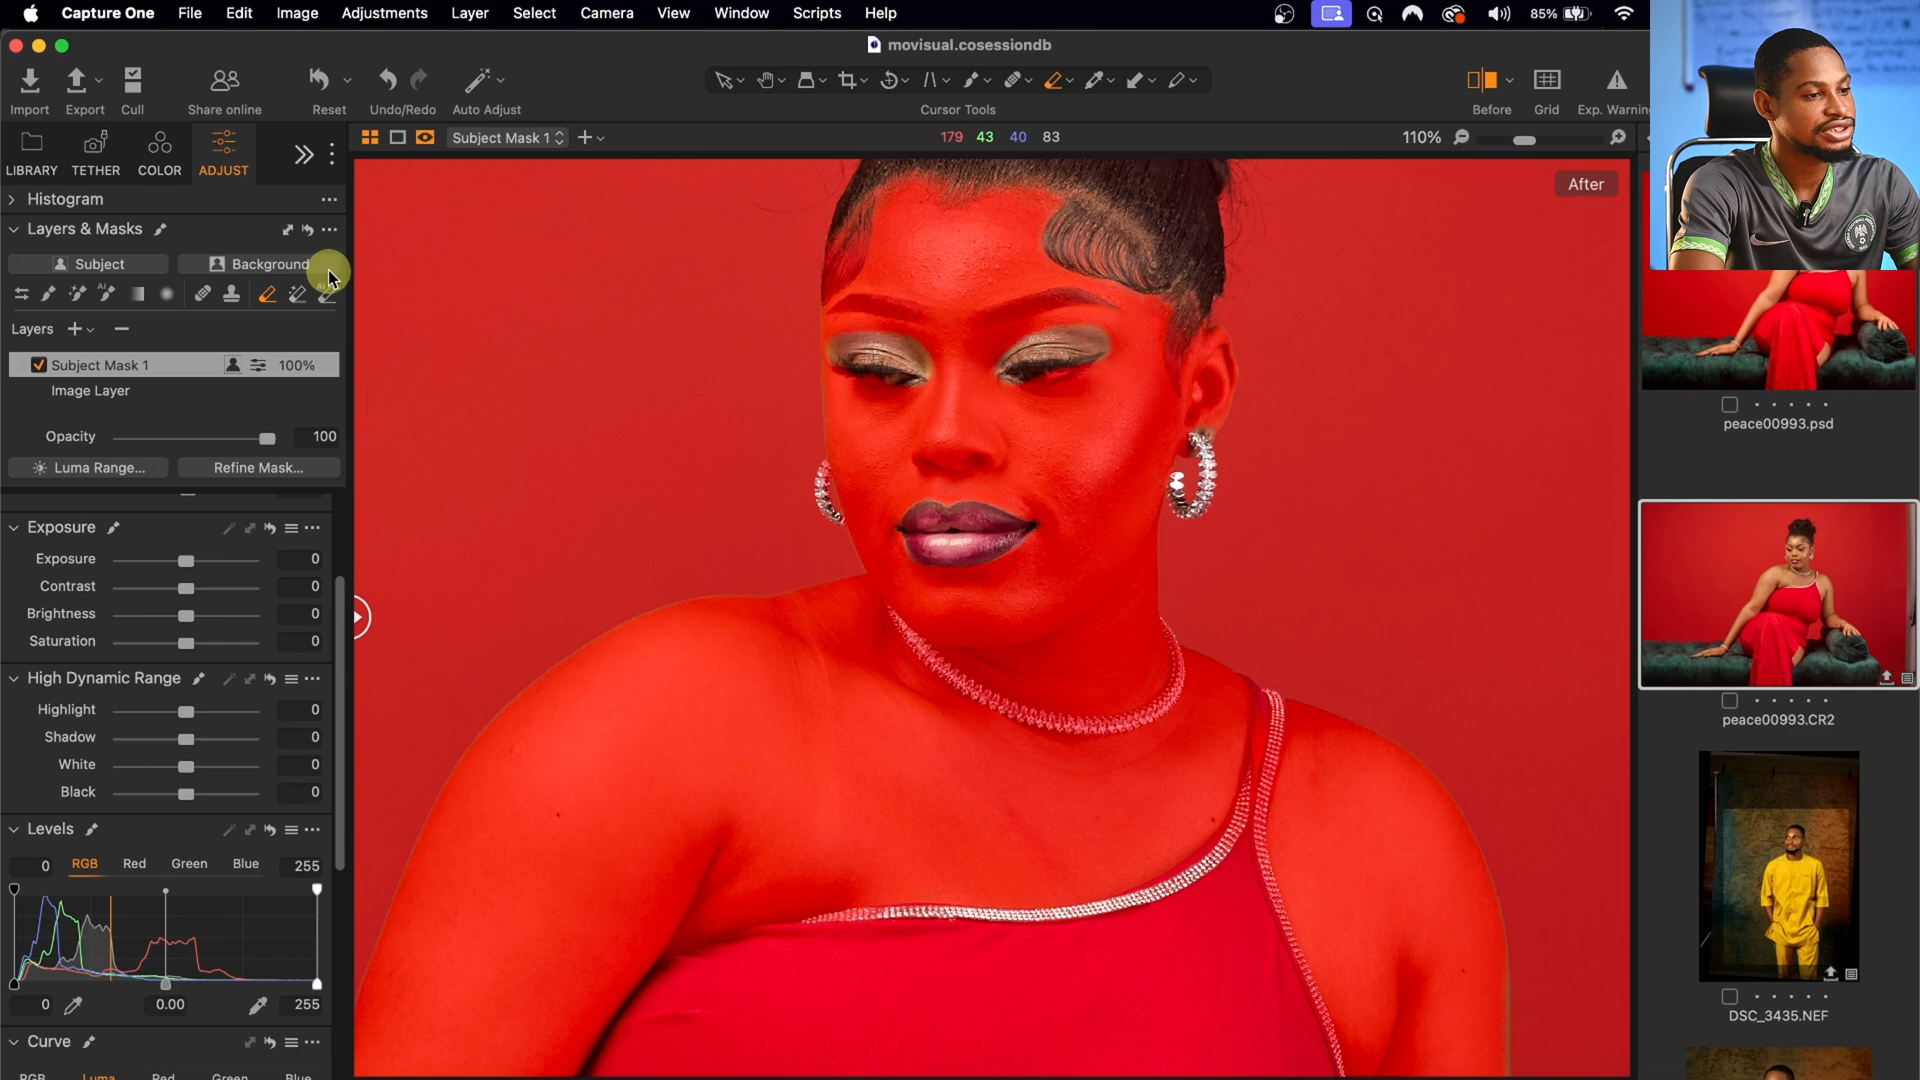 Capture One File Edit Image Adjustments Layer Select Camera View Window Scripts Help 85%
movisual.cosessiondb
Import Export Cull Share online Reset Undo/Redo Auto Adjust Cursor Tools Before Grid Exp. Warnin
LIBRARY TETHER COLOR ADJUST
Subject Mask 1 179 43 40 83 110%
Histogram
After
Layers & Masks
Subject Background
AI
Layers
Subject Mask 1 100%
Image Layer
Opacity 100
Luma Range... Refine Mask...
Exposure
Exposure 0
Contrast 0
Brightness 0
Saturation 0
High Dynamic Range
Highlight 0
Shadow 0
White 0
Black 0
Levels
0 RGB Red Green Blue 255
0 0.00 255
Curve
RGB Luma Red Green Blue
peace00993.psd
peace00993.CR2
DSC_3435.NEF